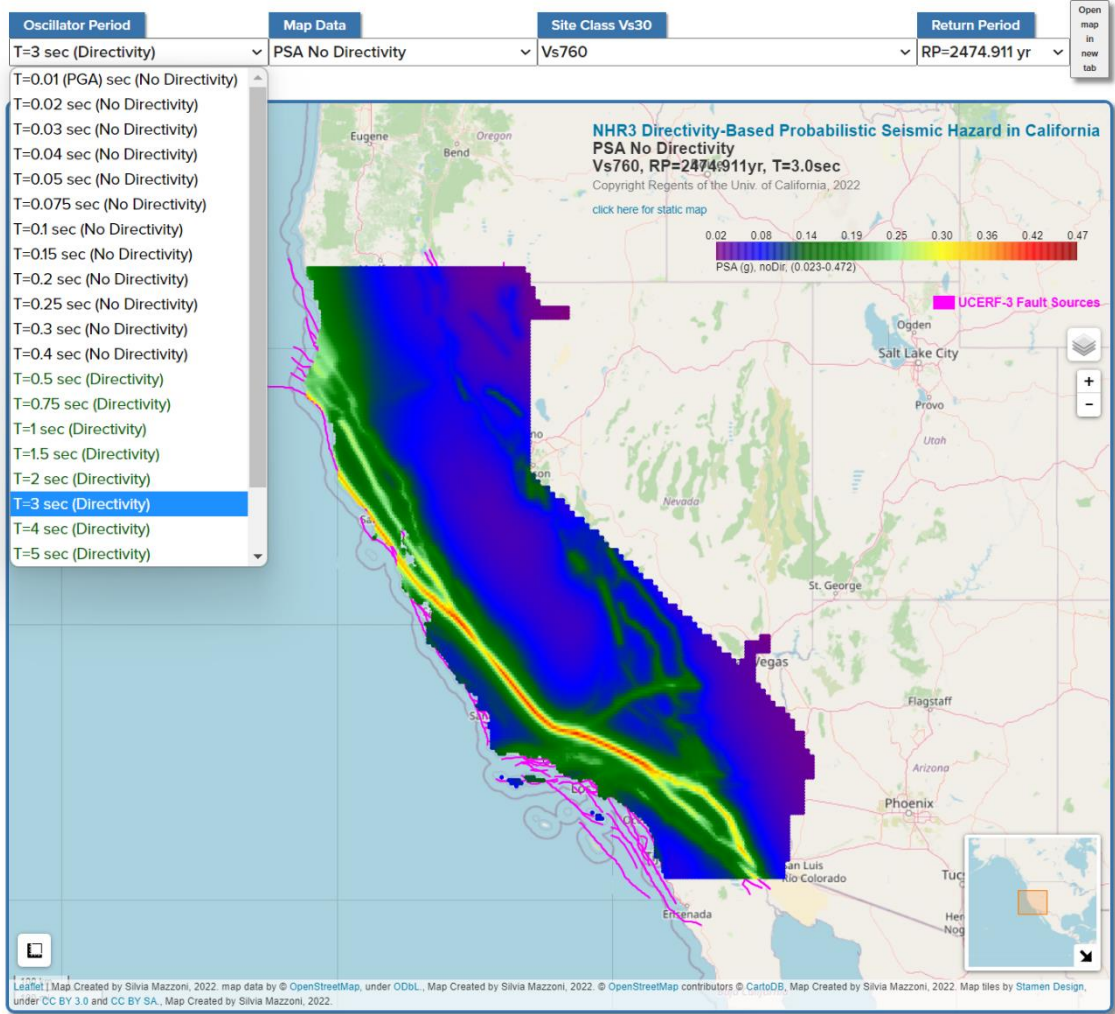 Oscillator Period
Map Data
Site Class Vs30
Return Period
Open
map
in
new
tab
T=3 sec (Directivity)
PSA No Directivity
Vs760
RP=2474.911 yr
T=0.01 (PGA) sec (No Directivity)
T=0.02 sec (No Directivity)
T=0.03 sec (No Directivity)
T=0.04 sec (No Directivity)
T=0.05 sec (No Directivity)
T=0.075 sec (No Directivity)
T=0.1 sec (No Directivity)
T=0.15 sec (No Directivity)
T=0.2 sec (No Directivity)
T=0.25 sec (No Directivity)
T=0.3 sec (No Directivity)
T=0.4 sec (No Directivity)
T=0.5 sec (Directivity)
T=0.75 sec (Directivity)
T=1 sec (Directivity)
T=1.5 sec (Directivity)
T=2 sec (Directivity)
T=3 sec (Directivity)
T=4 sec (Directivity)
T=5 sec (Directivity)
NHR3 Directivity-Based Probabilistic Seismic Hazard in California
PSA No Directivity
Vs760, RP=2474.911yr, T=3.0sec
Copyright Regents of the Univ. of California, 2022
click here for static map
0.02 0.08 0.14 0.19 0.25 0.30 0.36 0.42 0.47
PSA (g), noDir, (0.023-0.472)
UCERF-3 Fault Sources
+
−
Eugene
Oregon
Bend
Ogden
Salt Lake City
Provo
Utah
Nevada
St. George
Vegas
Flagstaff
Arizona
Phoenix
San Luis
Río Colorado
Ensenada
Leaflet | Map Created by Silvia Mazzoni, 2022. map data by © OpenStreetMap, under ODbL., Map Created by Silvia Mazzoni, 2022. © OpenStreetMap contributors © CartoDB, Map Created by Silvia Mazzoni, 2022. Map tiles by Stamen Design,
under CC BY 3.0 and CC BY SA., Map Created by Silvia Mazzoni, 2022.